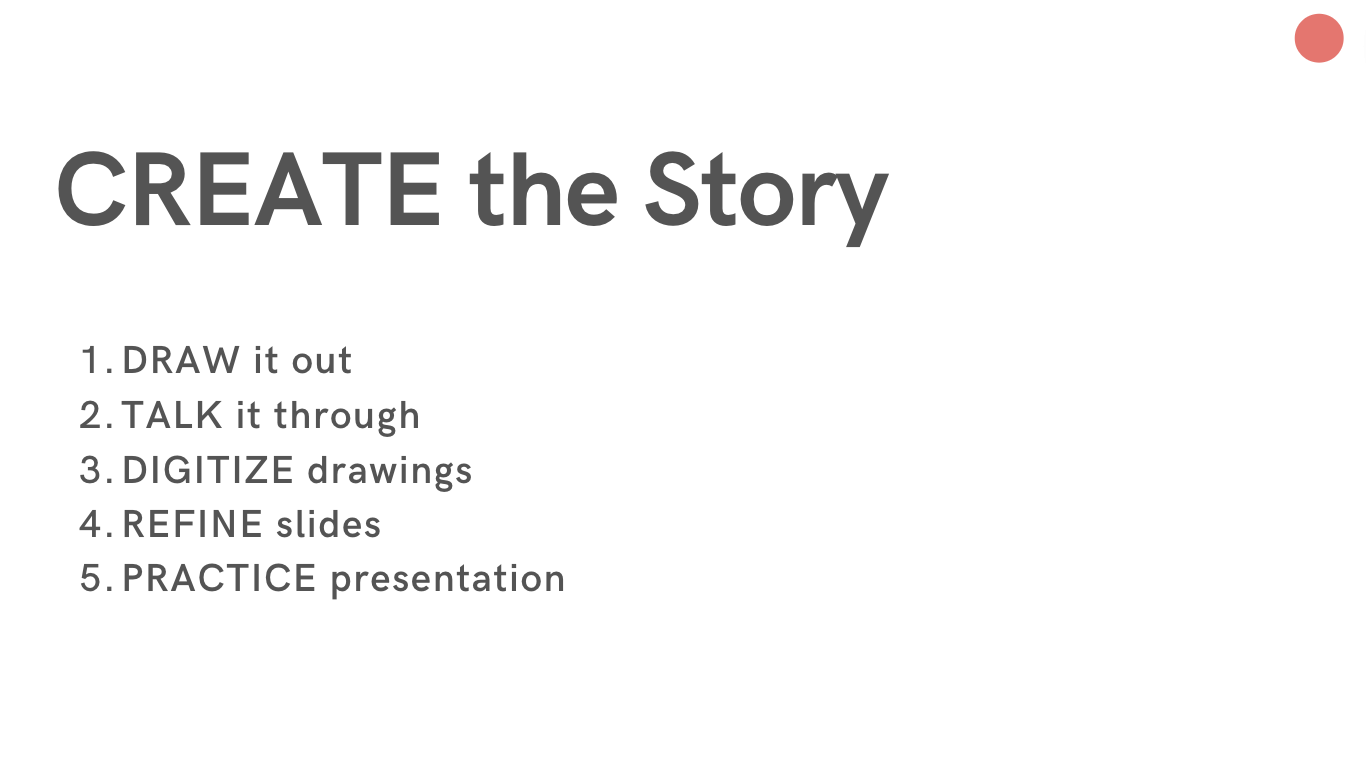 CREATE the Story
1. DRAW it out
2. TALK it through
3. DIGITIZE drawings
4. REFINE slides
5. PRACTICE presentation